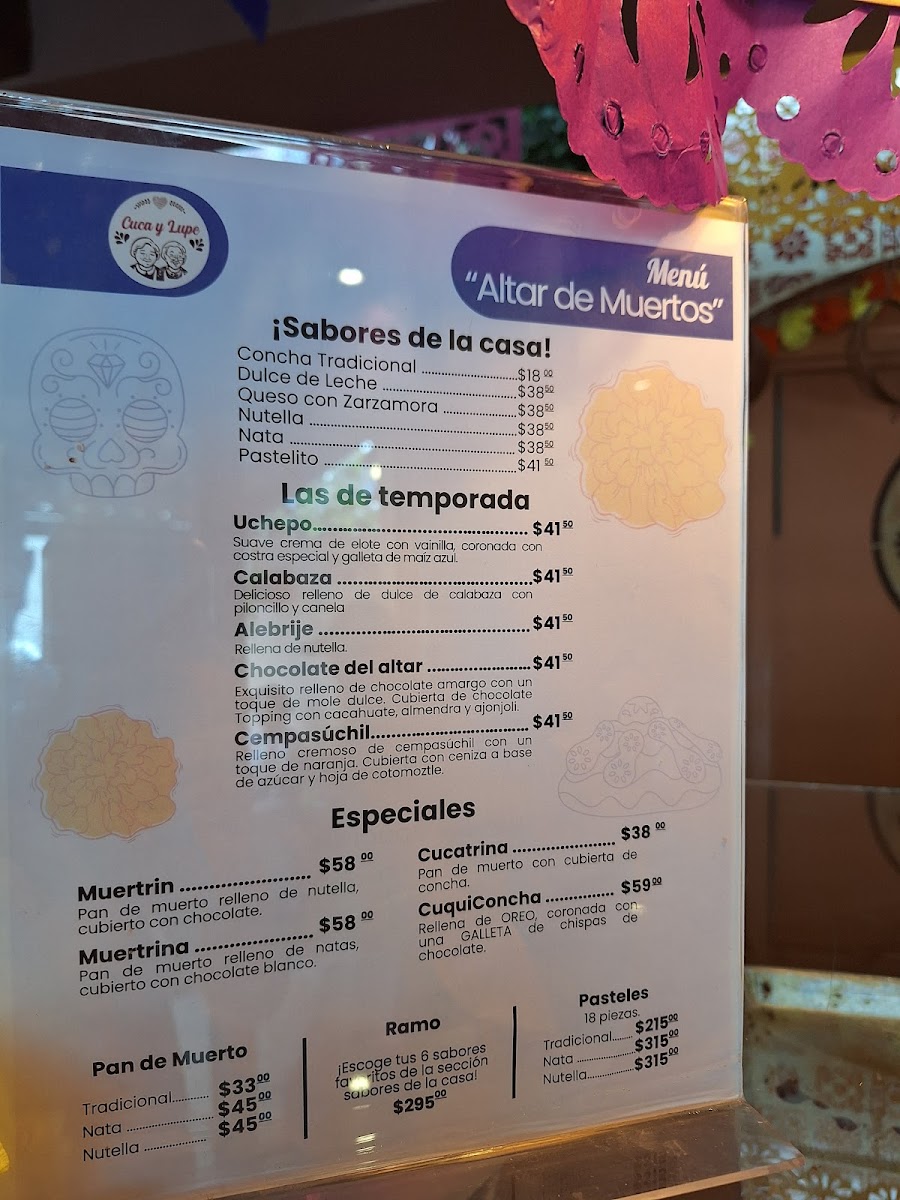 Cuca y Lupe
Menú
"Altar de Muertos"
¡Sabores de la casa!
Concha Tradicional ........................$18 00
Dulce de Leche .................................$38 50
Queso con Zarzamora ..................$38 50
Nutella ....................................................$38 50
Nata ........................................................$38 50
Pastelito ................................................$41 50
Las de temporada
Uchepo.................................... $41 50
Suave crema de elote con vainilla, coronada con
costra especial y galleta de maíz azul.
Calabaza ................................$41 50
Delicioso relleno de dulce de calabaza con
piloncillo y canela
Alebrije ................................... $41 50
Rellena de nutella.
Chocolate del altar .................$41 50
Exquisito relleno de chocolate amargo con un
toque de mole dulce. Cubierta de chocolate
Topping con cacahuate, almendra y ajonjoli.
Cempasúchil.......................... $41 50
Relleno cremoso de cempasúchil con un
toque de naranja. Cubierta con ceniza a base
de azúcar y hoja de cotomoztle.
Especiales
Muertrin ...................... $58 00
Pan de muerto relleno de nutella,
cubierto con chocolate.
Muertrina .................... $58 00
Pan de muerto relleno de natas,
cubierto con chocolate blanco.
Cucatrina ................... $38 00
Pan de muerto con cubierta de
concha.
CuquiConcha ............. $59 00
Rellena de OREO, coronada con
una GALLETA de chispas de
chocolate.
Pan de Muerto
Tradicional........... $33 00
Nata ........................... $45 00
Nutella ................... $45 00
Ramo
¡Escoge tus 6 sabores
favoritos de la sección
sabores de la casa!
$295 00
Pasteles
18 piezas.
Tradicional....... $215 00
Nata ...................$315 00
Nutella................$315 00